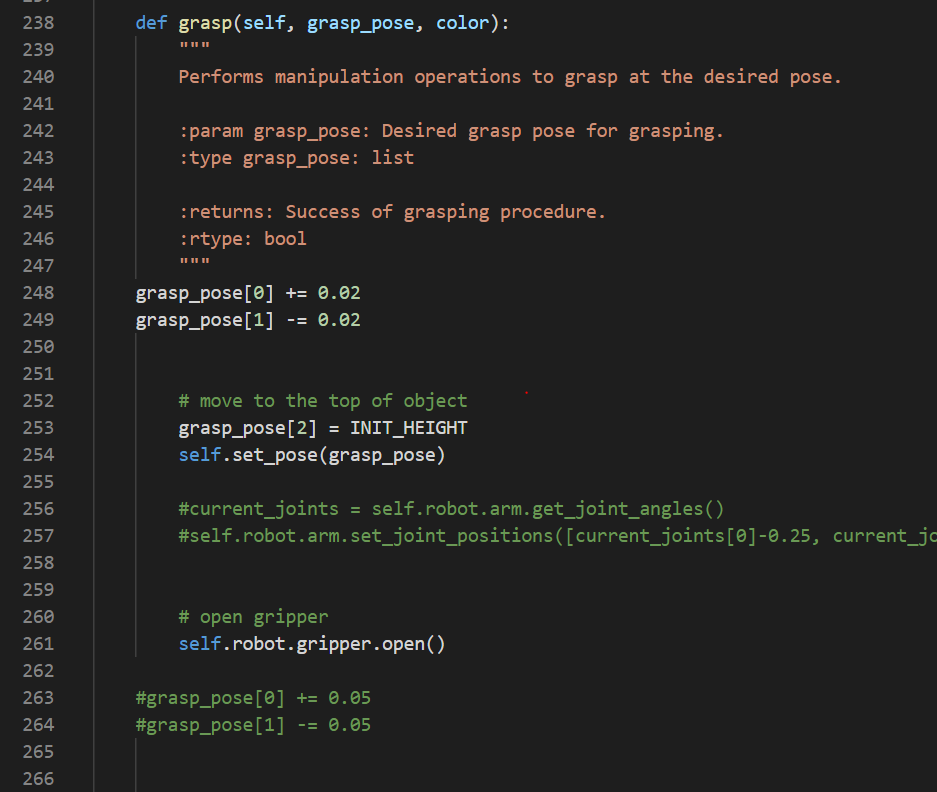 238 def grasp(self, grasp_pose, color):
239 """
240 Performs manipulation operations to grasp at the desired pose.
241
242 :param grasp_pose: Desired grasp pose for grasping.
243 :type grasp_pose: list
244
245 :returns: Success of grasping procedure.
246 :rtype: bool
247 """
248 grasp_pose[0] += 0.02
249 grasp_pose[1] -= 0.02
250
251
252 # move to the top of object
253 grasp_pose[2] = INIT_HEIGHT
254 self.set_pose(grasp_pose)
255
256 #current_joints = self.robot.arm.get_joint_angles()
257 #self.robot.arm.set_joint_positions([current_joints[0]-0.25, current_jo
258
259
260 # open gripper
261 self.robot.gripper.open()
262
263 #grasp_pose[0] += 0.05
264 #grasp_pose[1] -= 0.05
265
266